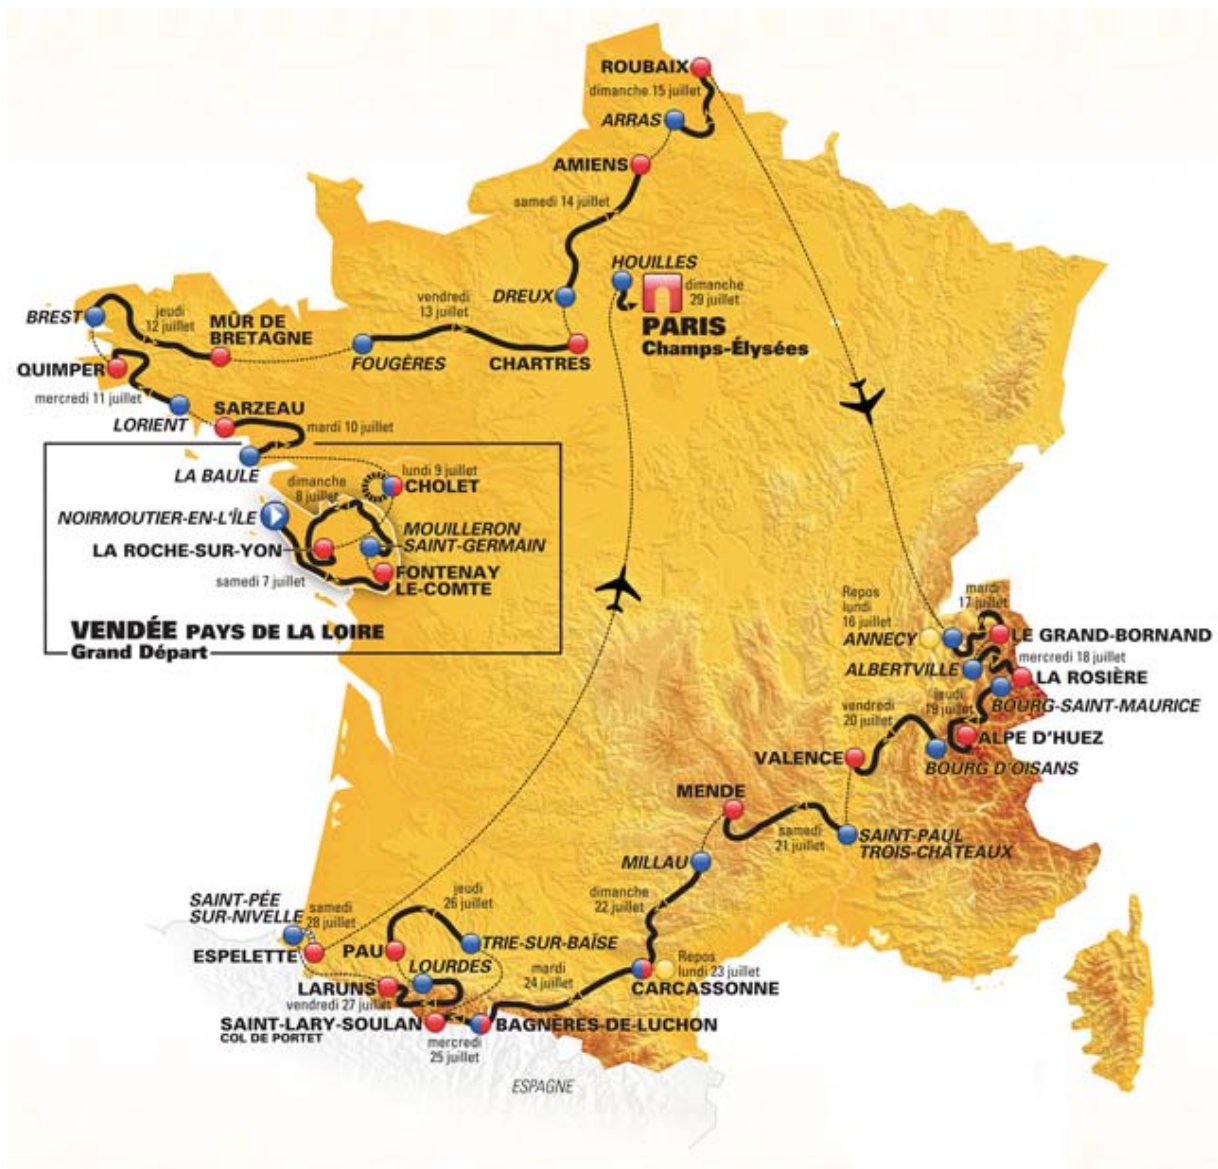 ROUBAIX
dimanche 15 juillet
ARRAS
AMIENS
samedi 14 juillet
HOUILLES
dimanche
29 juillet
DREUX
PARIS
Champs-Élysées
vendredi
13 juillet
BREST
jeudi
12 juillet
MÛR DE
BRETAGNE
FOUGÈRES
CHARTRES
QUIMPER
mercredi 11 juillet
LORIENT
SARZEAU
mardi 10 juillet
LA BAULE
lundi 9 juillet
CHOLET
dimanche
8 juillet
NOIRMOUTIER-EN-L'ÎLE
MOUILLERON
SAINT-GERMAIN
LA ROCHE-SUR-YON
samedi 7 juillet
FONTENAY
LE-COMTE
VENDÉE PAYS DE LA LOIRE
Grand Départ
Repos
lundi
16 juillet
ANNECY
mardi
17 juillet
LE GRAND-BORNAND
mercredi 18 juillet
ALBERTVILLE
LA ROSIÈRE
jeudi
19 juillet
BOURG-SAINT-MAURICE
vendredi
20 juillet
ALPE D'HUEZ
VALENCE
BOURG D'OISANS
MENDE
samedi
21 juillet
SAINT-PAUL
TROIS-CHÂTEAUX
MILLAU
dimanche
22 juillet
Repos
lundi 23 juillet
CARCASSONNE
mardi
24 juillet
jeudi
26 juillet
TRIE-SUR-BAÏSE
SAINT-PÉE
SUR-NIVELLE
samedi
28 juillet
ESPELETTE
PAU
LOURDES
LARUNS
vendredi 27 juillet
SAINT-LARY-SOULAN
COL DE PORTET
BAGNÈRES-DE-LUCHON
mercredi
25 juillet
ESPAGNE